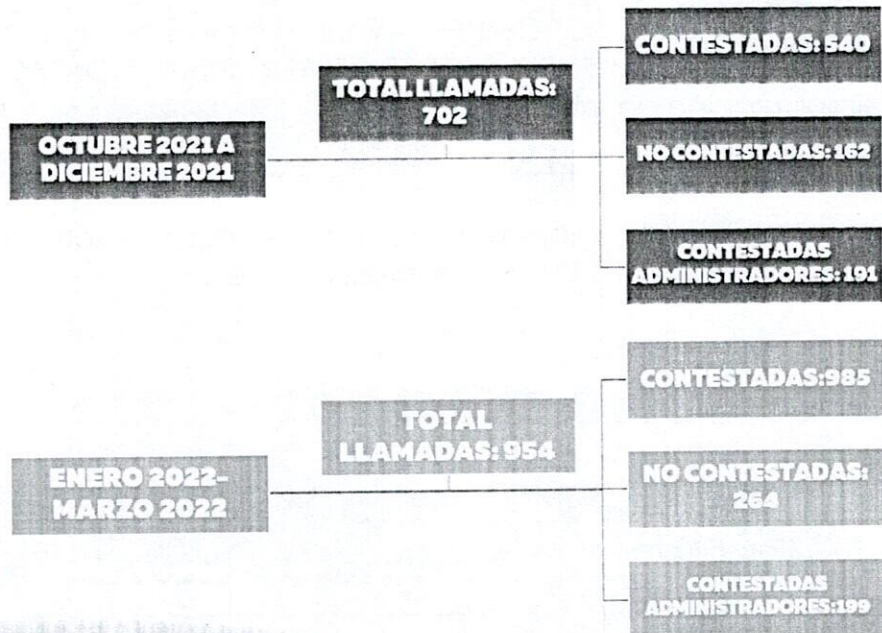 OCTUBRE 2021 A
DICIEMBRE 2021
TOTAL LLAMADAS:
702
CONTESTADAS: 540
NO CONTESTADAS: 162
CONTESTADAS
ADMINISTRADORES: 191
ENERO 2022-
MARZO 2022
TOTAL
LLAMADAS: 954
CONTESTADAS:985
NO CONTESTADAS:
264
CONTESTADAS
ADMINISTRADORES:199